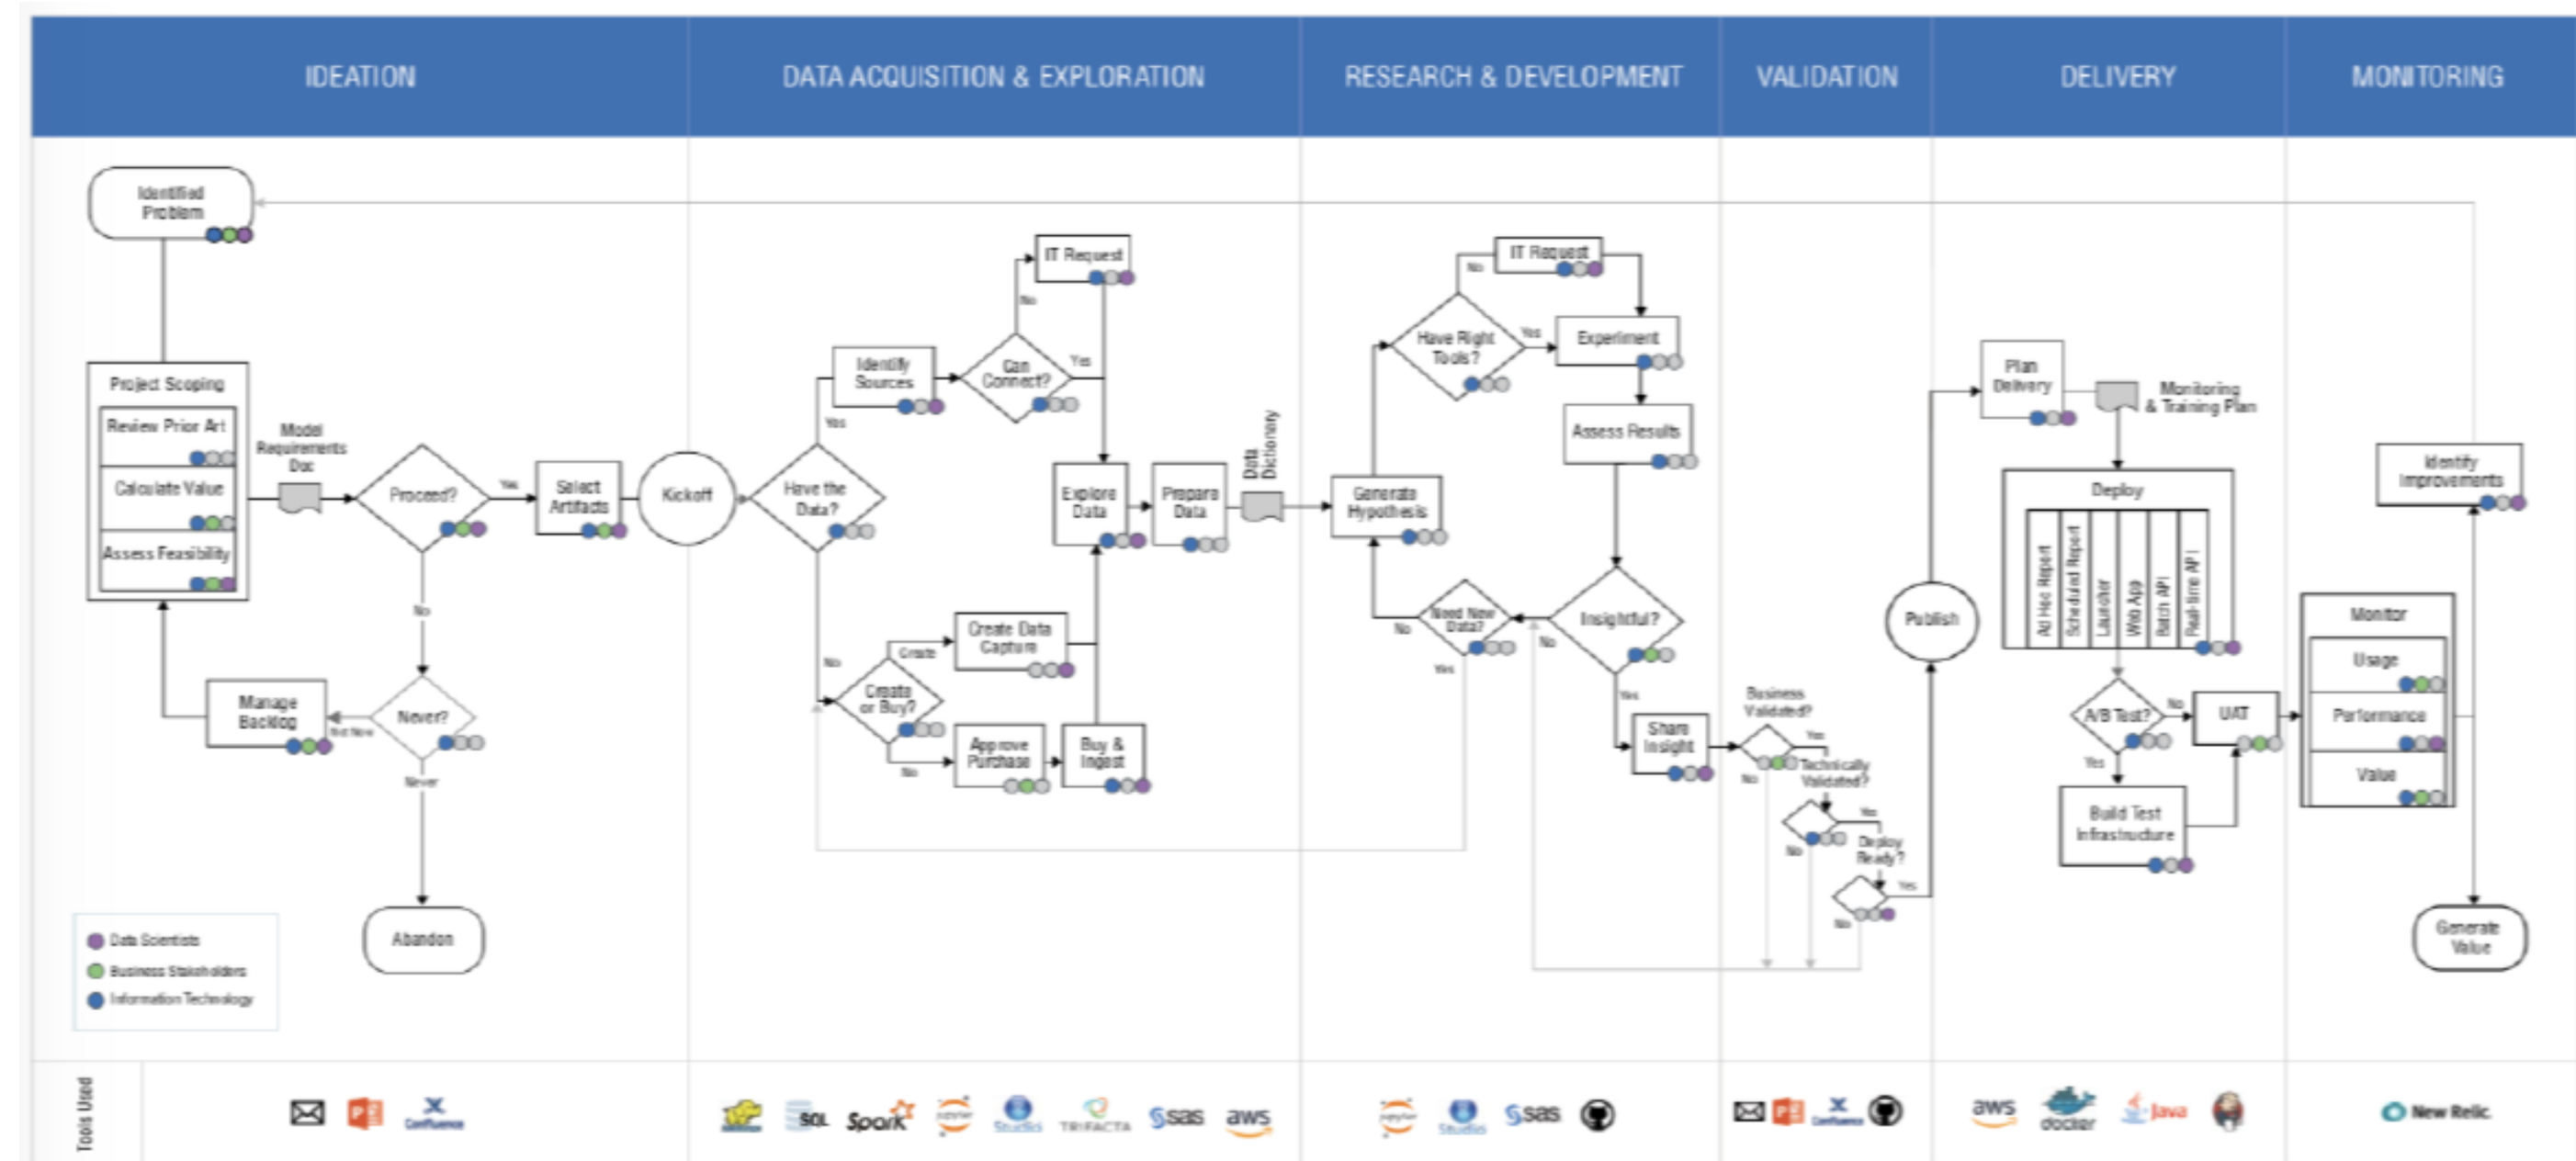 IDEATION
DATA ACQUISITION & EXPLORATION
RESEARCH & DEVELOPMENT
VALIDATION
DELIVERY
MONITORING
Identified
Problem
Project Scoping
Review Prior Art
Calculate Value
Assess Feasibility
Model
Requirements
Doc
Proceed?
Yes
No
Select
Artifacts
Kickoff
Never?
Not Now
Never
Manage
Backlog
Abandon
Data Scientists
Business Stakeholders
Information Technology
Have the
Data?
Yes
No
Identify
Sources
Can
Connect?
No
Yes
IT Request
Explore
Data
Prepare
Data
Data
Dictionary
Create
or Buy?
Create
No
Create Data
Capture
Approve
Purchase
Buy &
Ingest
Generate
Hypothesis
Have Right
Tools?
No
Yes
IT Request
Experiment
Assess Results
Insightful?
No
Yes
Need New
Data?
No
Yes
Share
Insight
Business
Validated?
Yes
No
Technically
Validated?
Yes
No
Deploy
Ready?
Yes
No
Publish
Plan
Delivery
Monitoring
& Training Plan
Deploy
Ad Hoc Report
Scheduled Report
Launcher
Web App
Batch API
Real-time API
A/B Test?
No
Yes
UAT
Build Test
Infrastructure
Monitor
Usage
Performance
Value
Identify
Improvements
Generate
Value
Tools Used
Confluence
SQL
Spark
jupyter
Studio
TRIFACTA
sas
aws
jupyter
Studio
sas
Confluence
aws
docker
Java
New Relic.